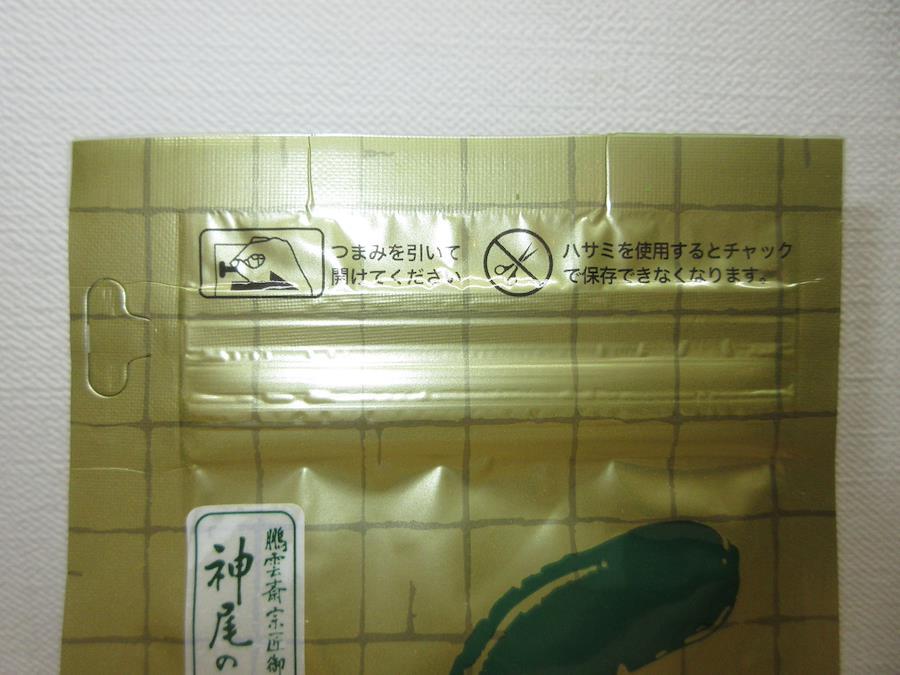 つまみを引いて
開けてください
ハサミを使用するとチャック
で保存できなくなります。
鵬雲斎宗匠御
神尾の